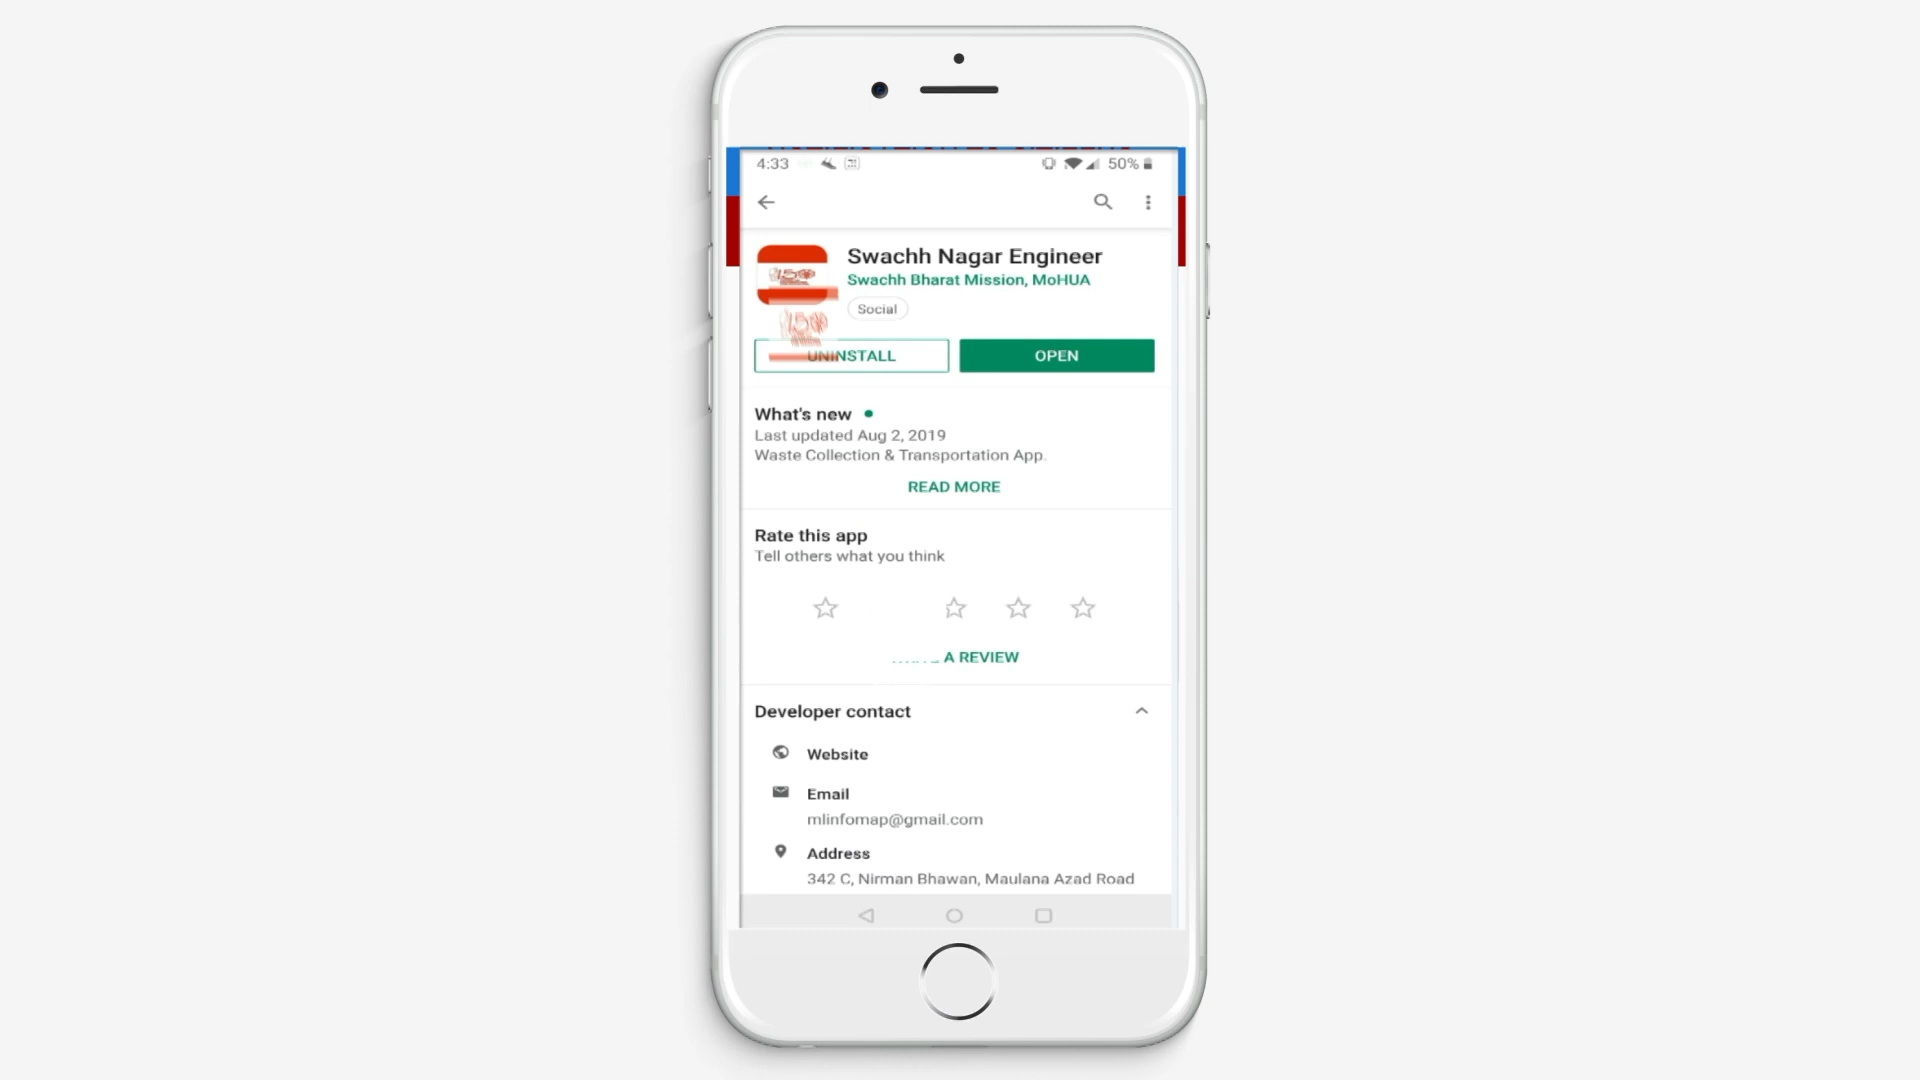 4:33
50%
Swachh Nagar Engineer
Swachh Bharat Mission, MoHUA
Social
UNINSTALL
OPEN
What's new
Last updated Aug 2, 2019
Waste Collection & Transportation App.
READ MORE
Rate this app
Tell others what you think
A REVIEW
Developer contact
Website
Email
mlinfomap@gmail.com
Address
342 C, Nirman Bhawan, Maulana Azad Road